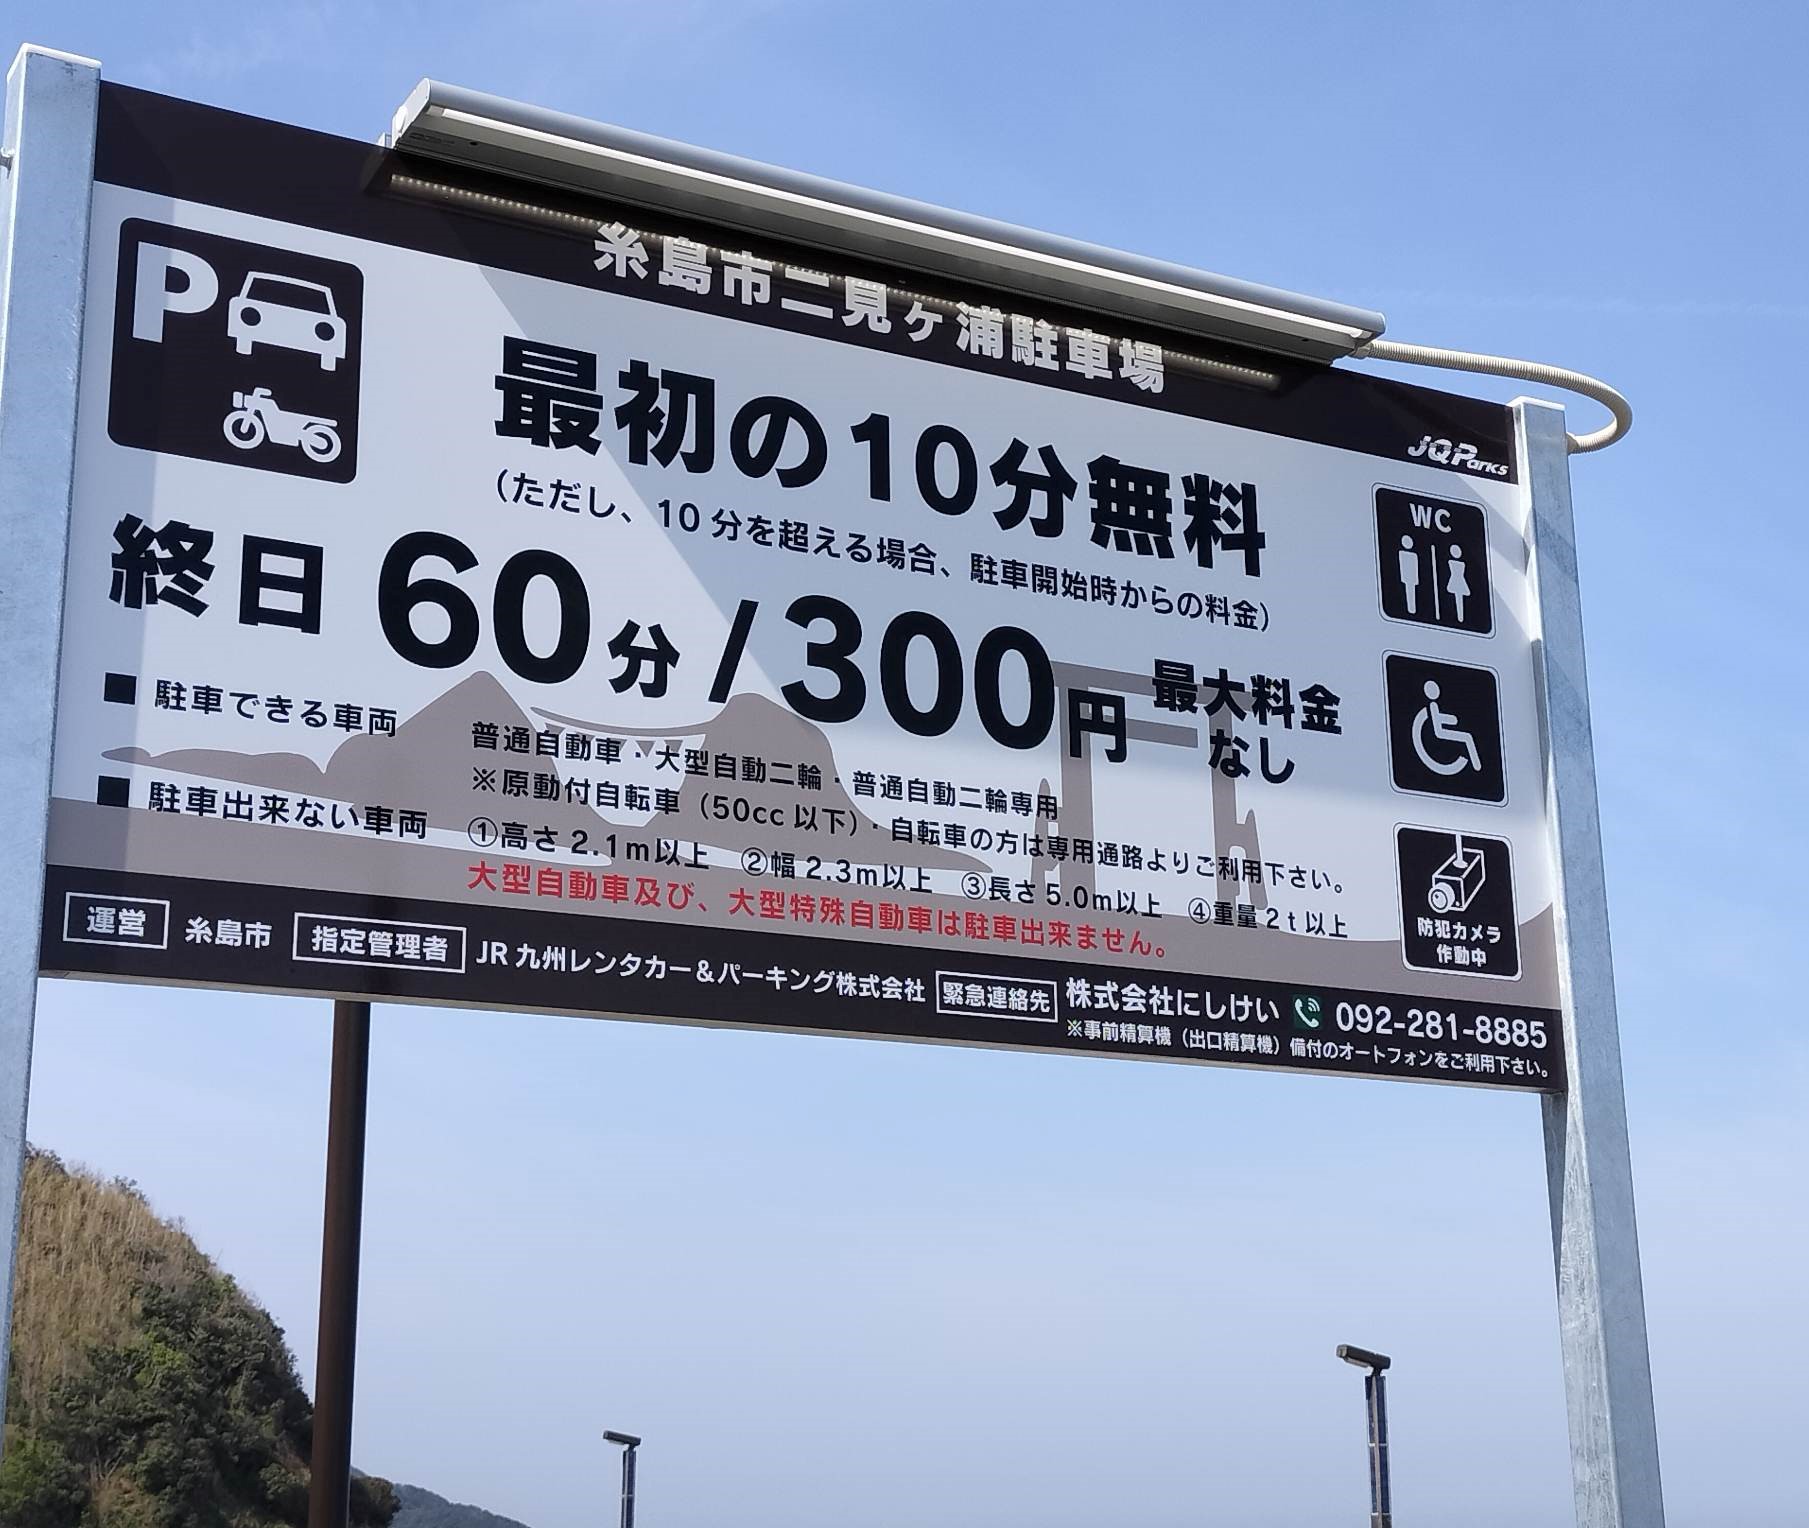 糸島市二見ヶ浦駐車場
JQParks
P
最初の10分無料
(ただし、10分を超える場合、駐車開始時からの料金)
終日 60分/300円 最大料金
なし
■ 駐車できる車両 普通自動車・大型自動二輪・普通自動二輪専用
※原動付自転車(50cc以下)・自転車の方は専用通路よりご利用下さい。
■ 駐車出来ない車両 ①高さ2.1m以上 ②幅2.3m以上 ③長さ5.0m以上 ④重量2t以上
大型自動車及び、大型特殊自動車は駐車出来ません。
WC
防犯カメラ
作動中
運営 糸島市 指定管理者 JR九州レンタカー&パーキング株式会社 緊急連絡先 株式会社にしけい 092-281-8885
※事前精算機(出口精算機)備付のオートフォンをご利用下さい。